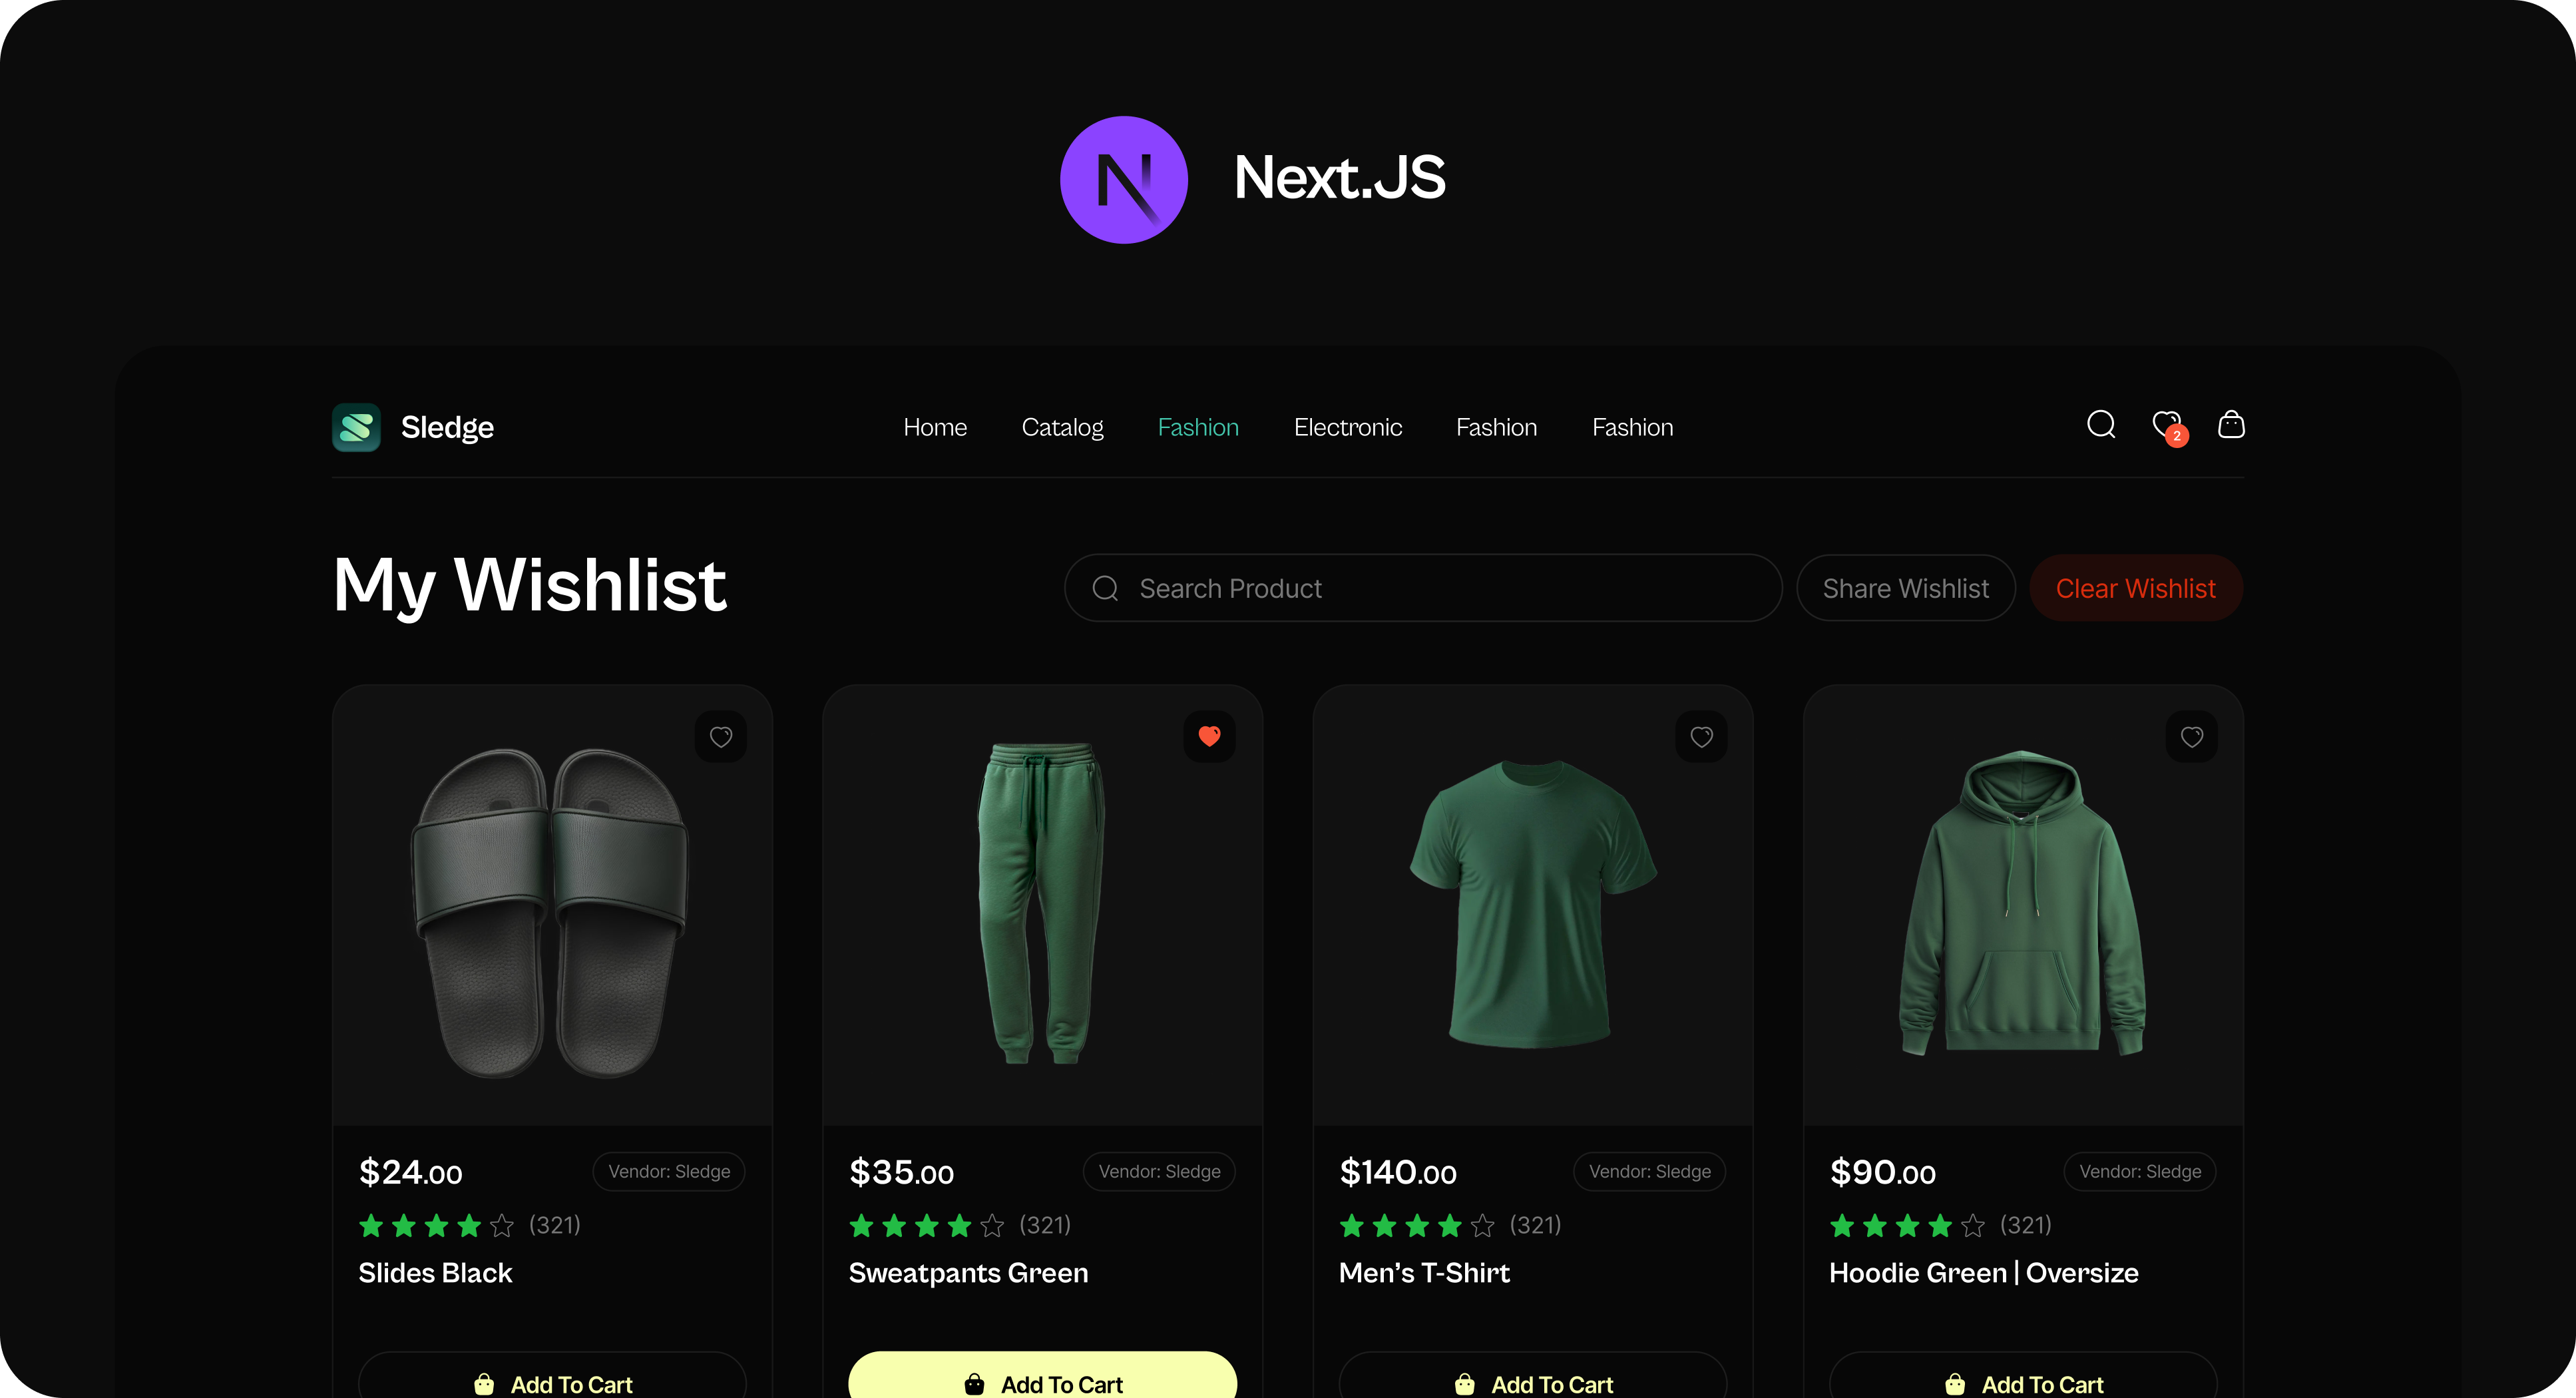 Next.JS
Sledge
Home Catalog Fashion Electronic Fashion Fashion
2
My Wishlist
Search Product
Share Wishlist
Clear Wishlist
$24.00 Vendor: Sledge
(321)
Slides Black
Add To Cart
$35.00 Vendor: Sledge
(321)
Sweatpants Green
Add To Cart
$140.00 Vendor: Sledge
(321)
Men’s T-Shirt
Add To Cart
$90.00 Vendor: Sledge
(321)
Hoodie Green | Oversize
Add To Cart